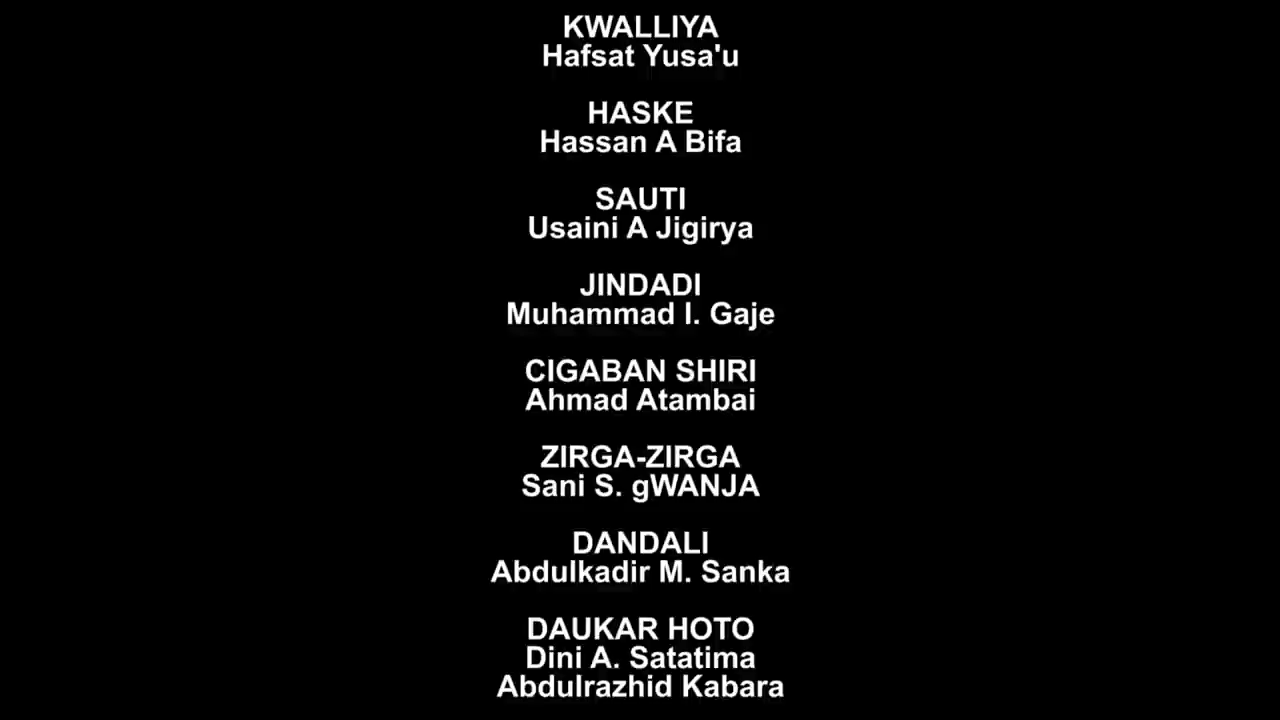 KWALLIYA
Hafsat Yusa'u
HASKE
Hassan A Bifa
SAUTI
Usaini A Jigirya
JINDADI
Muhammad I. Gaje
CIGABAN SHIRI
Ahmad Atambai
ZIRGA-ZIRGA
Sani S. gWANJA
DANDALI
Abdulkadir M. Sanka
DAUKAR HOTO
Dini A. Satatima
Abdulrazhid Kabara